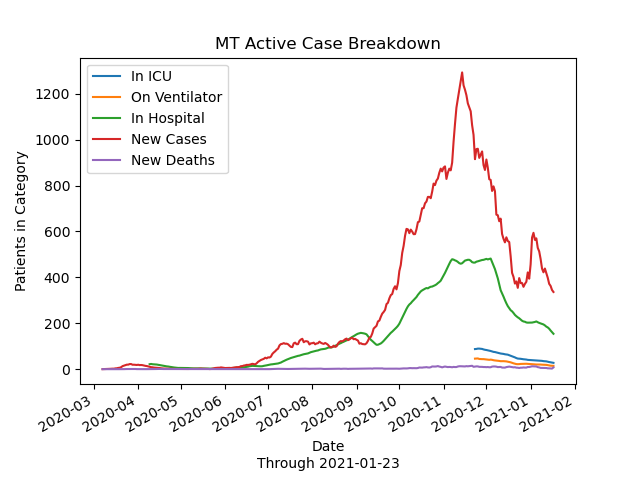 MT Active Case Breakdown
In ICU
On Ventilator
In Hospital
New Cases
New Deaths
Patients in Category
1200
1000
800
600
400
200
0
2020-03
2020-04
2020-05
2020-06
2020-07
2020-08
2020-09
2020-10
2020-11
2020-12
2021-01
2021-02
Date
Through 2021-01-23